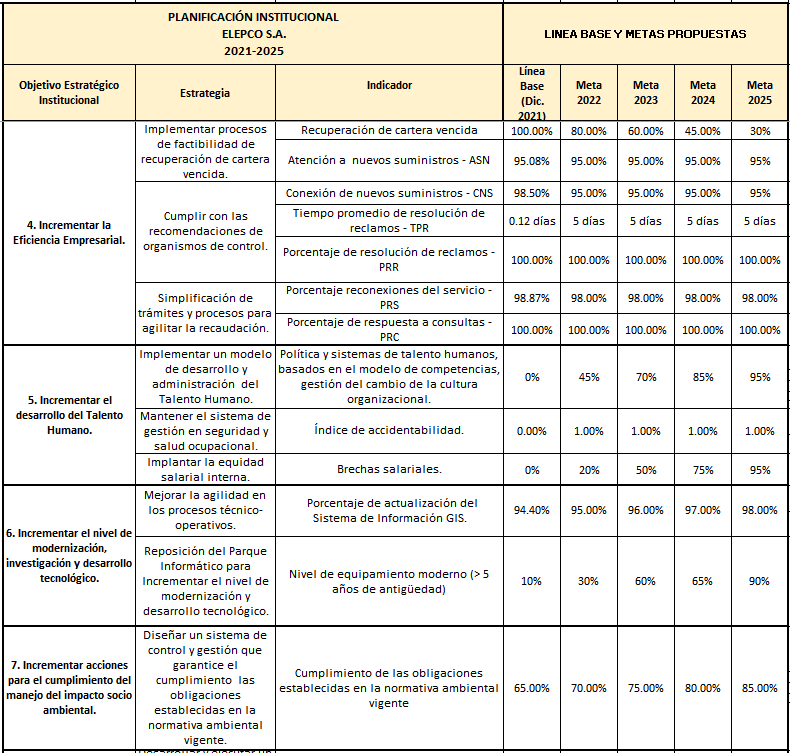 PLANIFICACIÓN INSTITUCIONAL
ELEPCO S.A.
2021-2025
LINEA BASE Y METAS PROPUESTAS
Objetivo Estratégico
Institucional
Estrategia
Indicador
Línea
Base
(Dic.
2021)
Meta
2022
Meta
2023
Meta
2024
Meta
2025
4. Incrementar la
Eficiencia Empresarial.
Implementar procesos
de factibilidad de
recuperación de cartera
vencida.
Recuperación de cartera vencida
100.00% 80.00% 60.00% 45.00% 30%
Atención a nuevos suministros - ASN
95.08% 95.00% 95.00% 95.00% 95%
Cumplir con las
recomendaciones de
organismos de control.
Conexión de nuevos suministros - CNS
98.50% 95.00% 95.00% 95.00% 95%
Tiempo promedio de resolución de
reclamos - TPR
0.12 días 5 días 5 días 5 días 5 días
Porcentaje de resolución de reclamos -
PRR
100.00% 100.00% 100.00% 100.00% 100.00%
Simplificación de
trámites y procesos para
agilitar la recaudación.
Porcentaje reconexiones del servicio -
PRS
98.87% 98.00% 98.00% 98.00% 98.00%
Porcentaje de respuesta a consultas -
PRC
100.00% 100.00% 100.00% 100.00% 100.00%
5. Incrementar el
desarrollo del Talento
Humano.
Implementar un modelo
de desarrollo y
administración del
Talento Humano.
Política y sistemas de talento humanos,
basados en el modelo de competencias,
gestión del cambio de la cultura
organizacional.
0% 45% 70% 85% 95%
Mantener el sistema de
gestión en seguridad y
salud ocupacional.
Índice de accidentabilidad.
0.00% 1.00% 1.00% 1.00% 1.00%
Implantar la equidad
salarial interna.
Brechas salariales.
0% 20% 50% 75% 95%
6. Incrementar el nivel de
modernización,
investigación y desarrollo
tecnológico.
Mejorar la agilidad en
los procesos técnico-
operativos.
Porcentaje de actualización del
Sistema de Información GIS.
94.40% 95.00% 96.00% 97.00% 98.00%
Reposición del Parque
Informático para
Incrementar el nivel de
modernización y
desarrollo tecnológico.
Nivel de equipamiento moderno (> 5
años de antigüedad)
10% 30% 60% 65% 90%
7. Incrementar acciones
para el cumplimiento del
manejo del impacto socio
ambiental.
Diseñar un sistema de
control y gestión que
garantice el
cumplimiento las
obligaciones
establecidas en la
normativa ambiental
vigente.
Cumplimiento de las obligaciones
establecidas en la normativa ambiental
vigente
65.00% 70.00% 75.00% 80.00% 85.00%